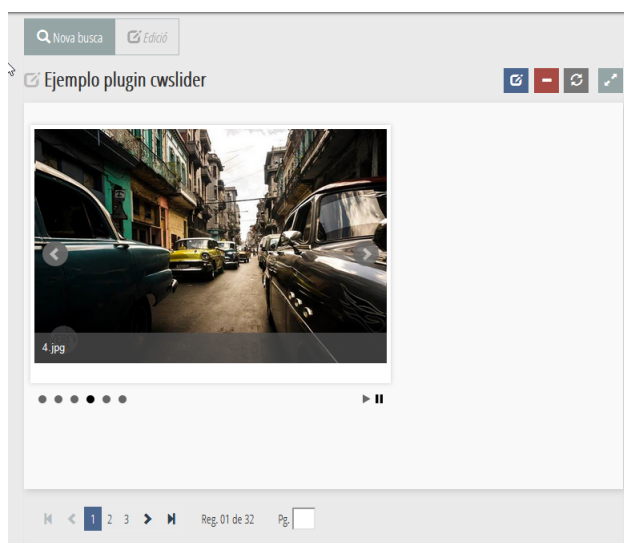 Nova busca Edició
Ejemplo plugin cwslider
4.jpg
1 2 3 Reg. 01 de 32 Pg.